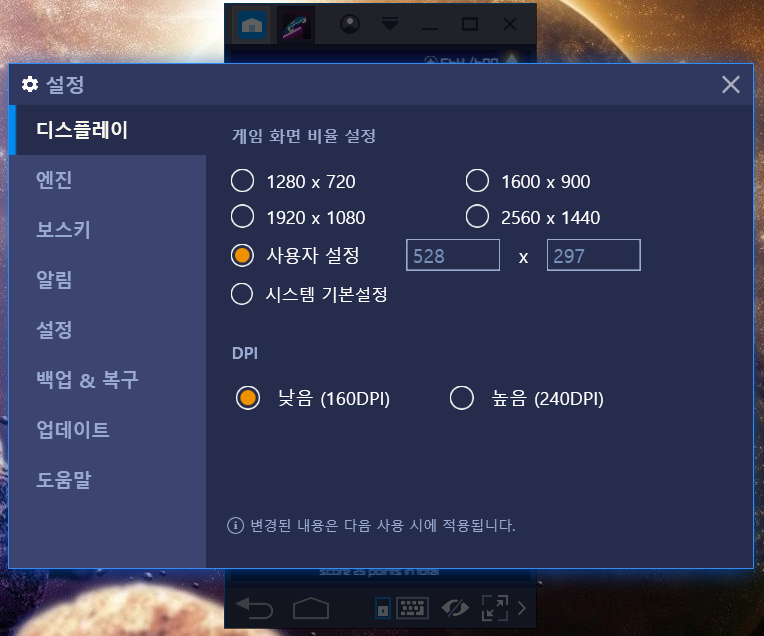 설정
디스플레이
엔진
보스키
알림
설정
백업 & 복구
업데이트
도움말
게임 화면 비율 설정
1280 x 720
1600 x 900
1920 x 1080
2560 x 1440
사용자 설정 528 x 297
시스템 기본설정
DPI
낮음 (160DPI)
높음 (240DPI)
변경된 내용은 다음 사용 시에 적용됩니다.